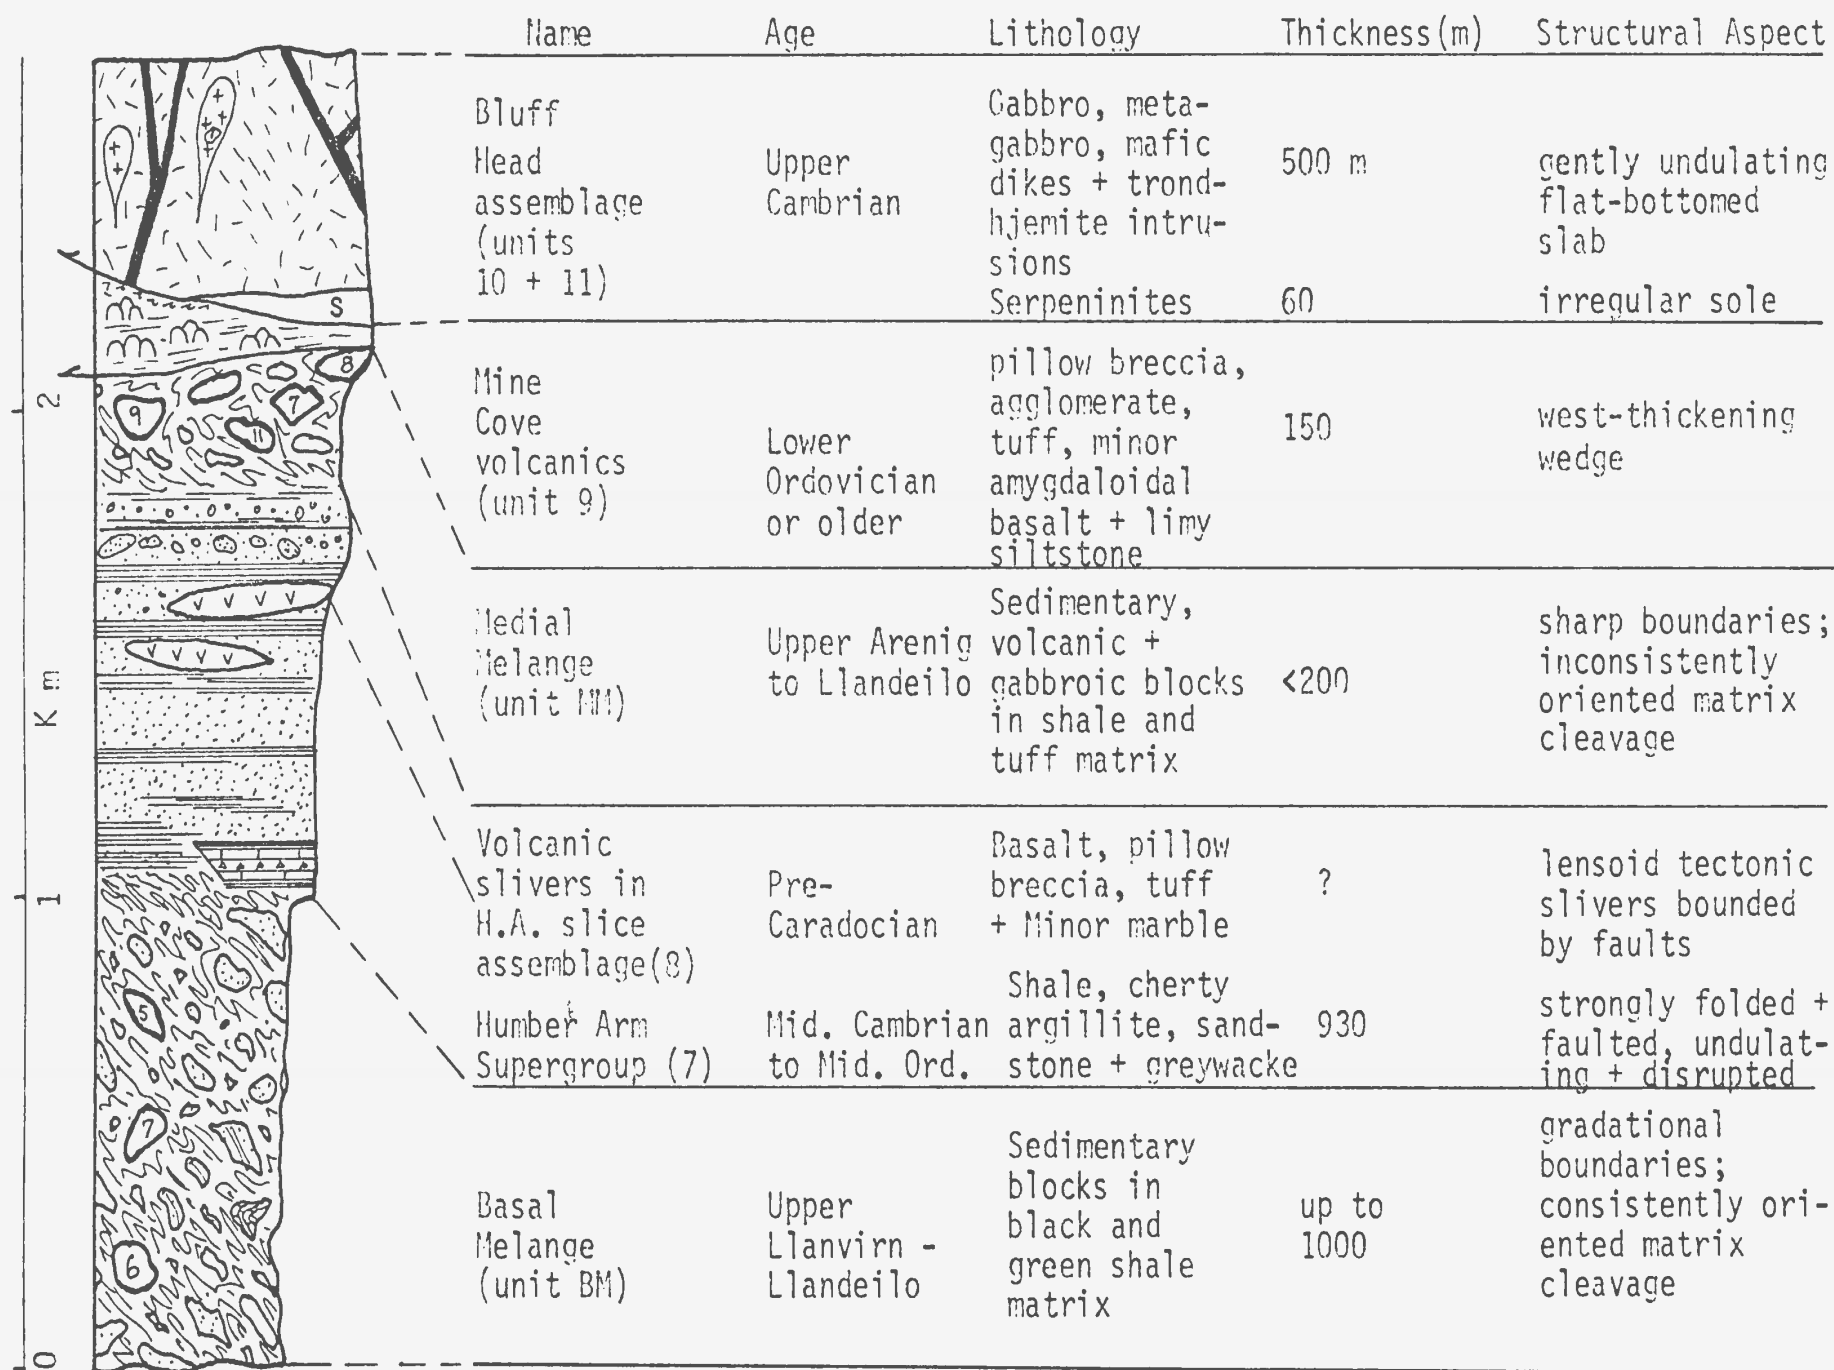 Name Age Lithology Thickness(m) Structural Aspect
Bluff
Head
assemblage
(units
10 + 11)
Upper
Cambrian
Gabbro, meta-
gabbro, mafic
dikes + trond-
hjemite intru-
sions
Serpeninites
500 m
60
gently undulating
flat-bottomed
slab
irregular sole
Mine
Cove
volcanics
(unit 9)
Lower
Ordovician
or older
pillow breccia,
agglomerate,
tuff, minor
amygdaloidal
basalt + limy
siltstone
150
west-thickening
wedge
Medial
Melange
(unit MM)
Upper Arenig
to Llandeilo
Sedimentary,
volcanic +
gabbroic blocks
in shale and
tuff matrix
<200
sharp boundaries;
inconsistently
oriented matrix
cleavage
Volcanic
slivers in
H.A. slice
assemblage(8)
Pre-
Caradocian
Basalt, pillow
breccia, tuff
+ Minor marble
?
lensoid tectonic
slivers bounded
by faults
Humber Arm
Supergroup (7)
Mid. Cambrian
to Mid. Ord.
Shale, cherty
argillite, sand-
stone + greywacke
930
strongly folded +
faulted, undulat-
ing + disrupted
Basal
Melange
(unit BM)
Upper
Llanvirn -
Llandeilo
Sedimentary
blocks in
black and
green shale
matrix
up to
1000
gradational
boundaries;
consistently ori-
ented matrix
cleavage
S
8
9
7
11
5
7
6
2
Km
1
0